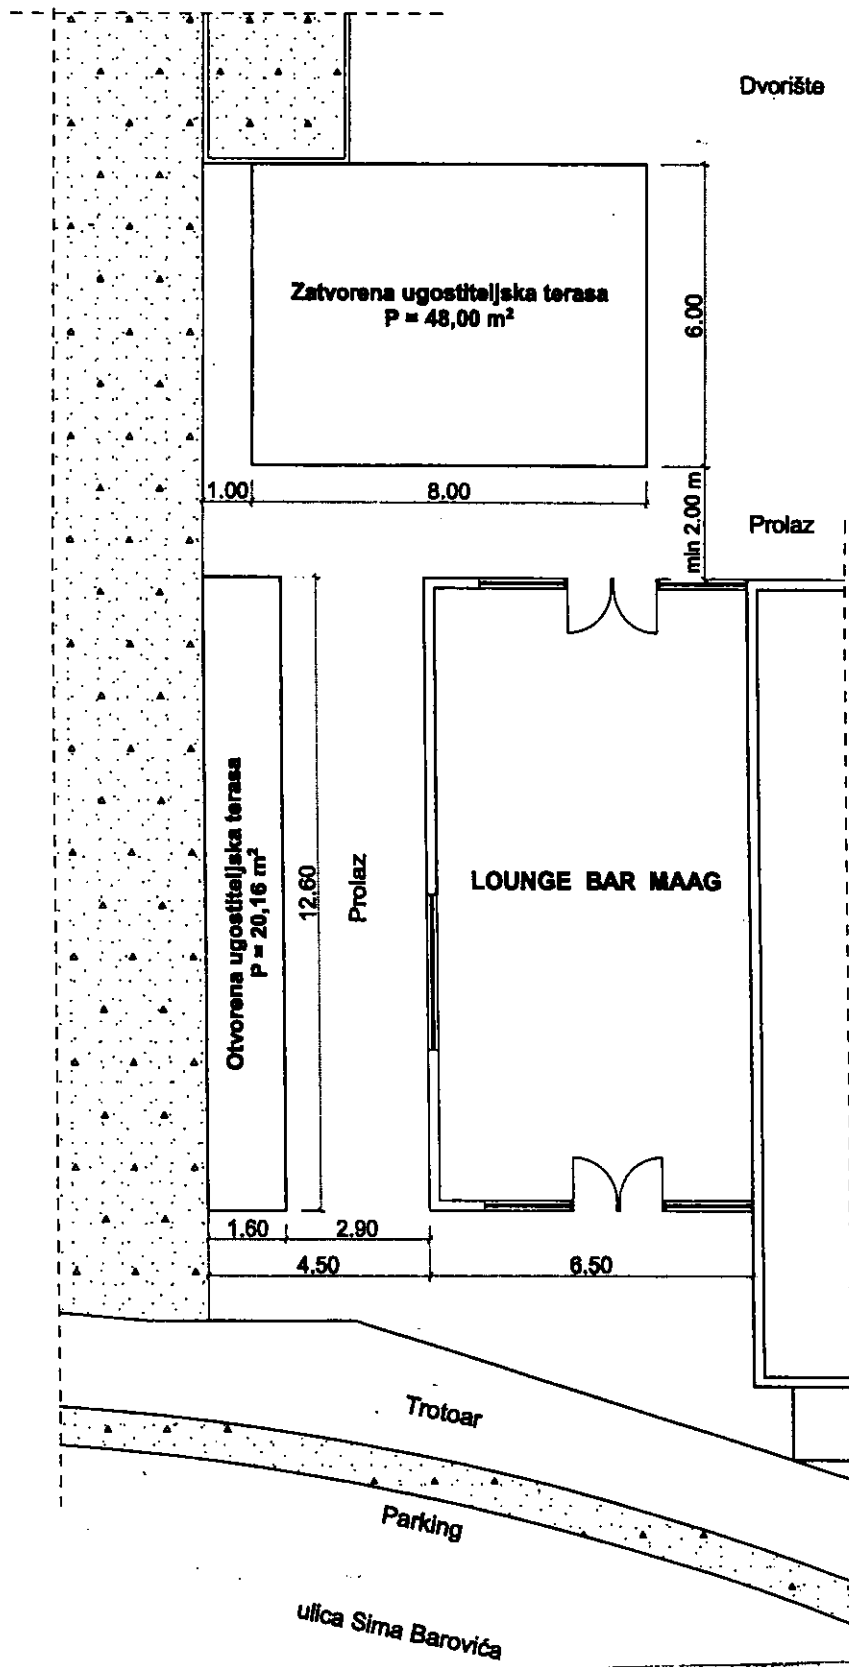 Dvorište
Zatvorena ugostiteljska terasa
P = 48,00 m²
6.00
1.00
8.00
min 2.00 m
Prolaz
Otvorena ugostiteljska terasa
P = 20,16 m²
12.60
Prolaz
LOUNGE BAR MAAG
1.60
2.90
4.50
6.50
Trotoar
Parking
ulica Sima Barovića